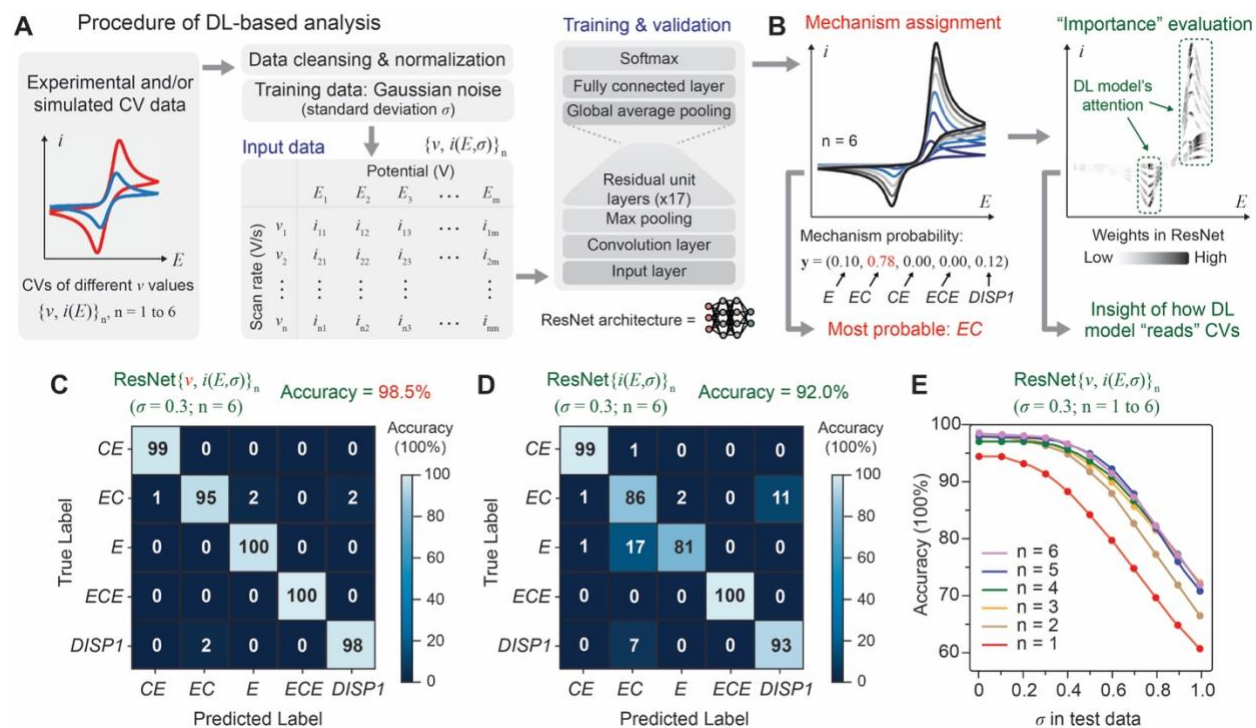 A
Procedure of DL-based analysis
Experimental and/or
simulated CV data
i
E
CVs of different v values
{v, i(E)}n, n = 1 to 6
Data cleansing & normalization
Training data: Gaussian noise
(standard deviation σ)
Input data
{v, i(E,σ)}n
Potential (V)
E1 E2 E3 ··· Em
Scan rate (V/s)
v1 i11 i12 i13 ··· i1m
v2 i21 i22 i23 ··· i2m
⋮ ⋮ ⋮ ⋮ ⋮
vn in1 in2 in3 ··· inm
Training & validation
Softmax
Fully connected layer
Global average pooling
Residual unit
layers (x17)
Max pooling
Convolution layer
Input layer
ResNet architecture =
B
Mechanism assignment
i
n = 6
E
Mechanism probability:
y = (0.10, 0.78, 0.00, 0.00, 0.12)
E EC CE ECE DISP1
Most probable: EC
"Importance" evaluation
i
DL model's
attention
E
Weights in ResNet
Low High
Insight of how DL
model "reads" CVs
C
ResNet{v, i(E,σ)}n
(σ = 0.3; n = 6)
Accuracy = 98.5%
Accuracy
(100%)
True Label
CE 99 0 0 0 0
EC 1 95 2 0 2
E 0 0 100 0 0
ECE 0 0 0 100 0
DISP1 0 2 0 0 98
CE EC E ECE DISP1
Predicted Label
100
80
60
40
20
0
D
ResNet{i(E,σ)}n
(σ = 0.3; n = 6)
Accuracy = 92.0%
Accuracy
(100%)
True Label
CE 99 1 0 0 0
EC 1 86 2 0 11
E 1 17 81 0 0
ECE 0 0 0 100 0
DISP1 0 7 0 0 93
CE EC E ECE DISP1
Predicted Label
100
80
60
40
20
0
E
ResNet{v, i(E,σ)}n
(σ = 0.3; n = 1 to 6)
Accuracy (100%)
100
90
80
70
60
n = 6
n = 5
n = 4
n = 3
n = 2
n = 1
0 0.2 0.4 0.6 0.8 1.0
σ in test data